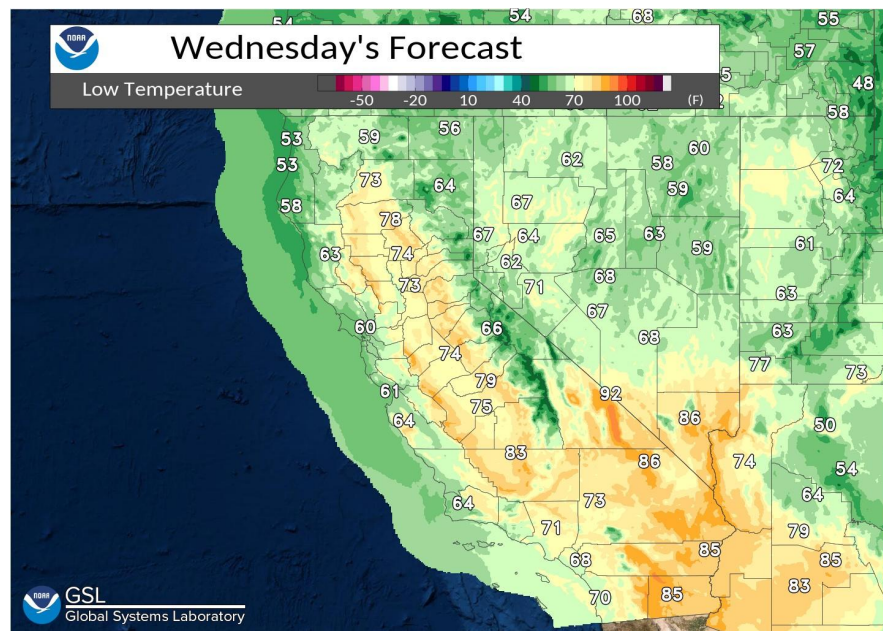 54 54 68 55
NOAA
Wednesday's Forecast
57
Low Temperature
-50 -20 10 40 70 100 (F)
48
58
53 59 56 62 58 60
53 72
73 64 59 64
58 78 67
63 74 67 64 65 63 59 61
73 62 68
71 63
60 66 67 68 63
74 77 73
61 79 92
64 75 86 50
83 86 74 54
64 73 64
71 79
68 85 85
70 85 83
NOAA
GSL
Global Systems Laboratory